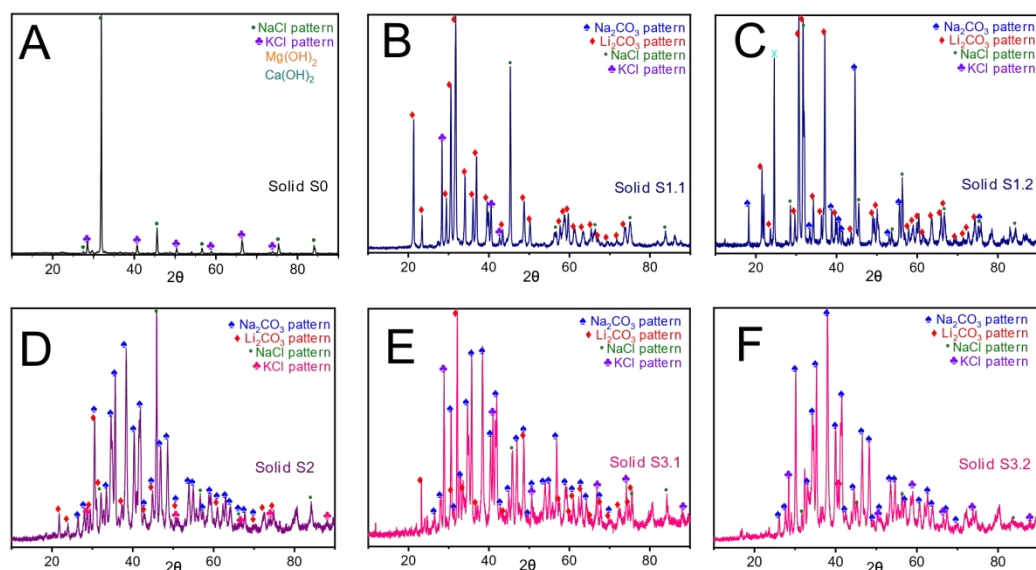 A
NaCl pattern
KCl pattern
Mg(OH)₂
Ca(OH)₂
Solid S0
20 40 60 80
2θ
B
Na₂CO₃ pattern
Li₂CO₃ pattern
NaCl pattern
KCl pattern
Solid S1.1
20 40 60 80
2θ
C
Na₂CO₃ pattern
Li₂CO₃ pattern
NaCl pattern
KCl pattern
x
Solid S1.2
20 40 60 80
2θ
D
Na₂CO₃ pattern
Li₂CO₃ pattern
NaCl pattern
KCl pattern
Solid S2
20 40 60 80
2θ
E
Na₂CO₃ pattern
Li₂CO₃ pattern
NaCl pattern
KCl pattern
Solid S3.1
20 40 60 80
2θ
F
Na₂CO₃ pattern
Li₂CO₃ pattern
NaCl pattern
KCl pattern
Solid S3.2
20 40 60 80
2θ